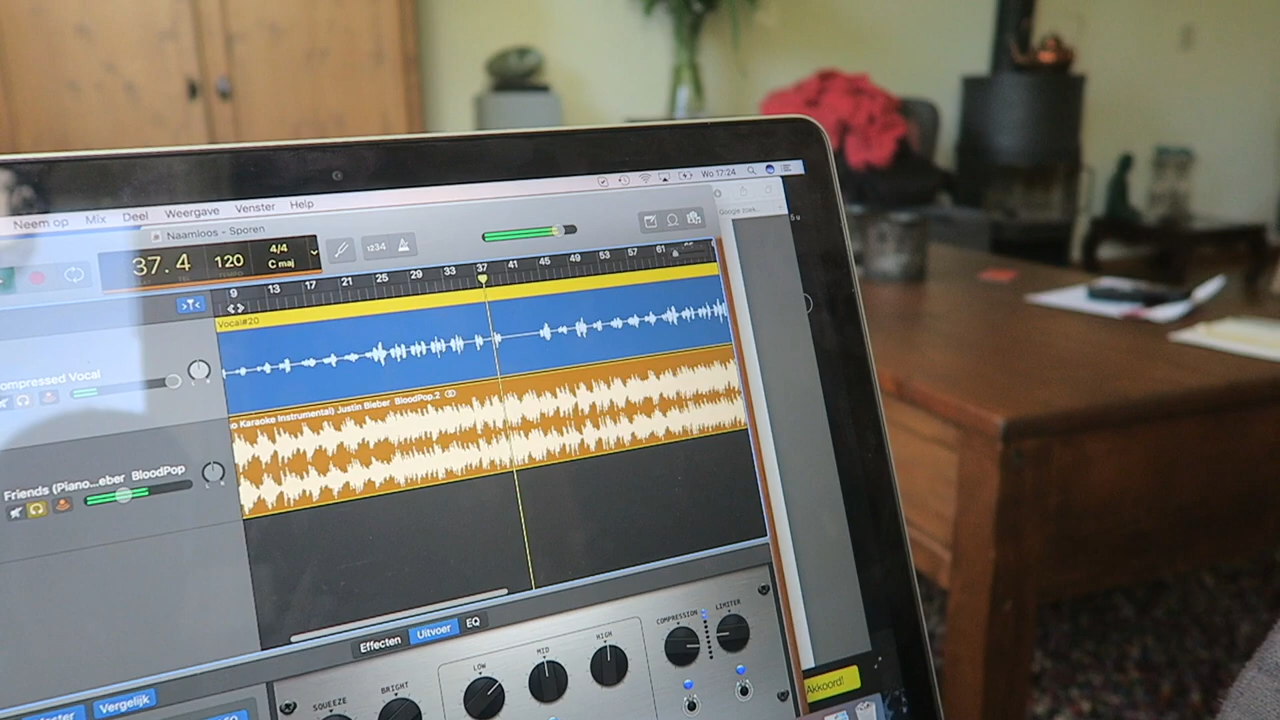 Neem op Mix Deel Weergave Venster Help
Wo 17:24
Naamloos - Sporen
37.4 120 4/4 C maj
1234
Google zoek...
9 13 17 21 25 29 33 37 41 45 49 53 57 61
Vocal#20
ompressed Vocal
o Karaoke Instrumental) Justin Bieber BloodPop.2
Friends (Piano...eber BloodPop
Effecten Uitvoer EQ
SQUEEZE BRIGHT LOW MID HIGH COMPRESSION LIMITER
Vergelijk
Akkoord!